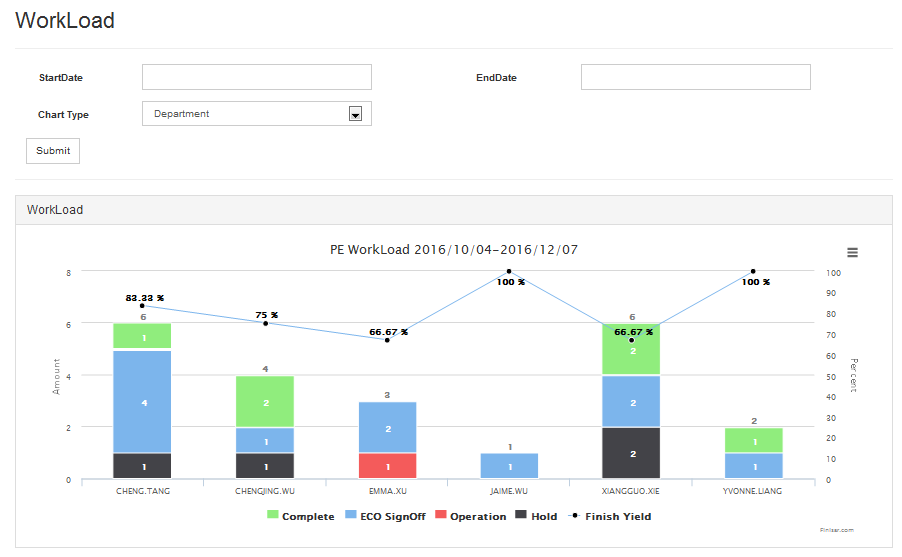 WorkLoad
StartDate
EndDate
Chart Type
Department
Submit
WorkLoad
PE WorkLoad 2016/10/04-2016/12/07
8
6
4
2
0
Amount
100
90
80
70
60
50
40
30
20
10
0
Percent
83.33 %
75 %
66.67 %
100 %
66.67 %
100 %
6
1
4
1
4
2
1
1
3
2
1
1
1
6
2
2
2
2
1
1
CHENG.TANG
CHENGJING.WU
EMMA.XU
JAIME.WU
XIANGGUO.XIE
YVONNE.LIANG
Complete
ECO SignOff
Operation
Hold
Finish Yield
Finisar.com